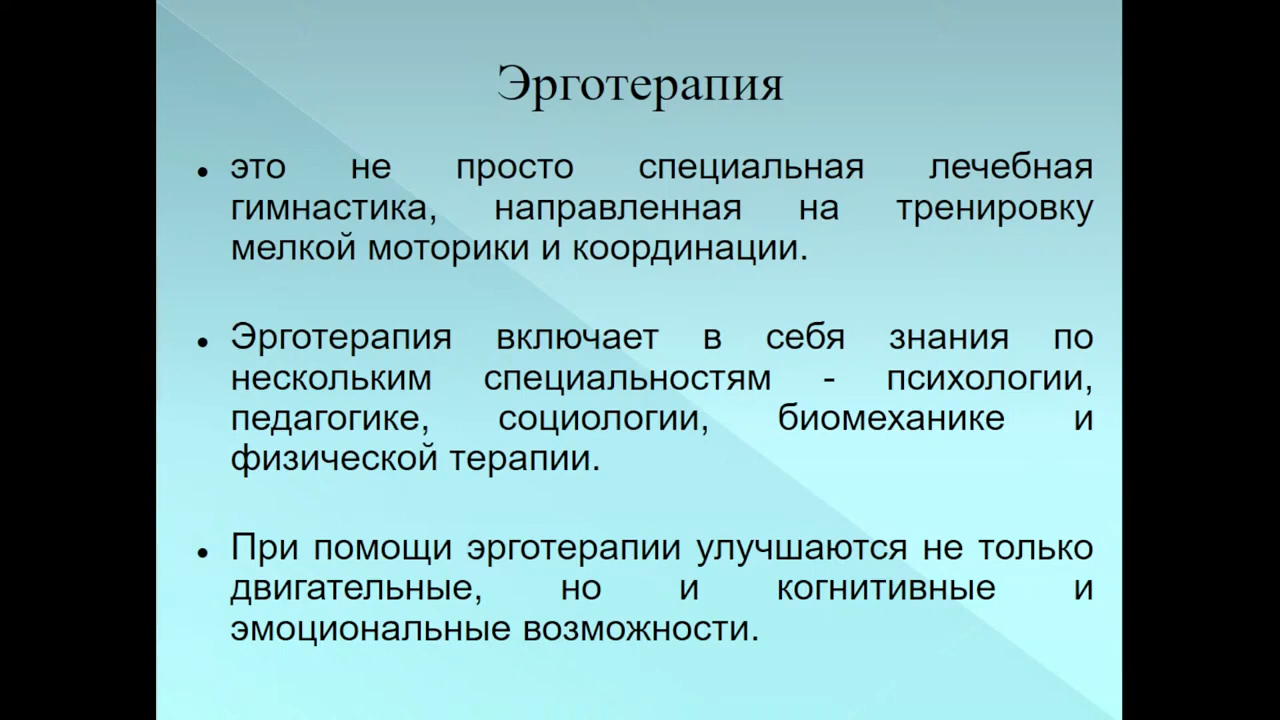 Эрготерапия
• это не просто специальная лечебная
гимнастика, направленная на тренировку
мелкой моторики и координации.
• Эрготерапия включает в себя знания по
нескольким специальностям - психологии,
педагогике, социологии, биомеханике и
физической терапии.
• При помощи эрготерапии улучшаются не только
двигательные, но и когнитивные и
эмоциональные возможности.